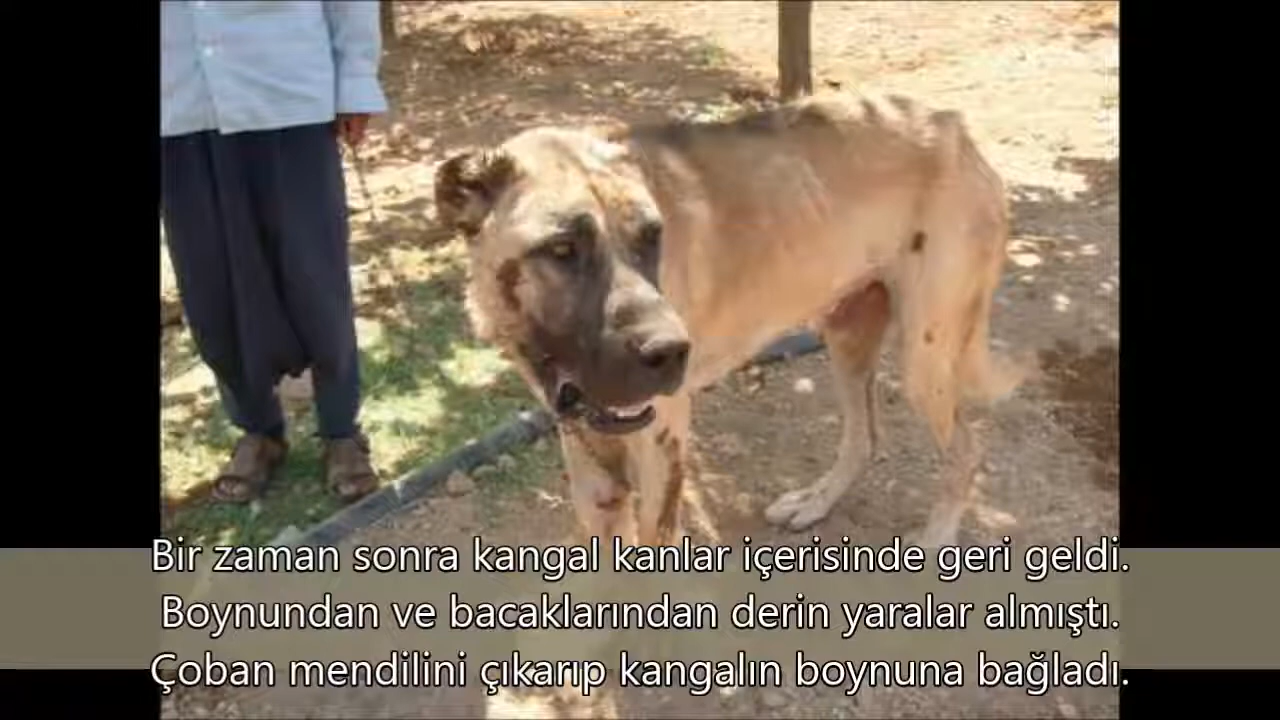 Bir zaman sonra kangal kanlar içerisinde geri geldi.
Boynundan ve bacaklarından derin yaralar almıştı.
Çoban mendilini çıkarıp kangalın boynuna bağladı.